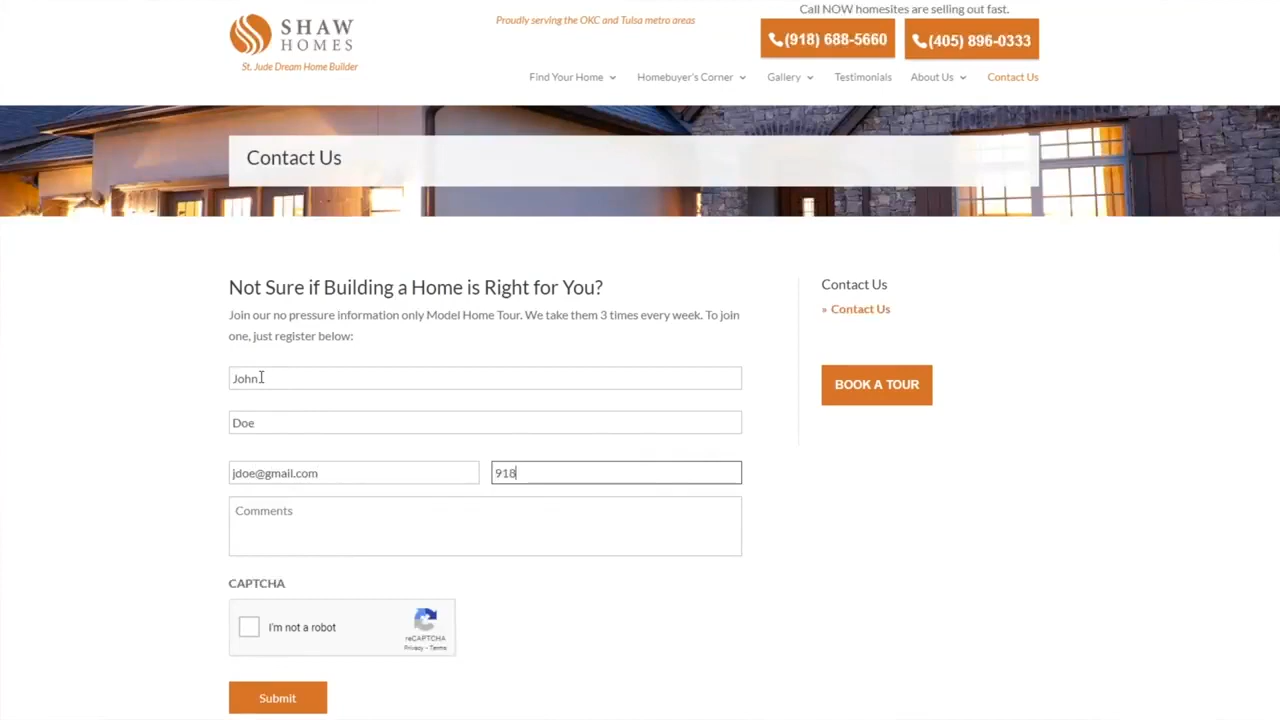 SHAW
HOMES
St. Jude Dream Home Builder
Proudly serving the OKC and Tulsa metro areas
Call NOW homesites are selling out fast.
(918) 688-5660
(405) 896-0333
Find Your Home
Homebuyer's Corner
Gallery
Testimonials
About Us
Contact Us
Contact Us
Not Sure if Building a Home is Right for You?
Join our no pressure information only Model Home Tour. We take them 3 times every week. To join
one, just register below:
John
Doe
jdoe@gmail.com
918
Comments
CAPTCHA
I'm not a robot
reCAPTCHA
Privacy - Terms
Submit
Contact Us
» Contact Us
BOOK A TOUR